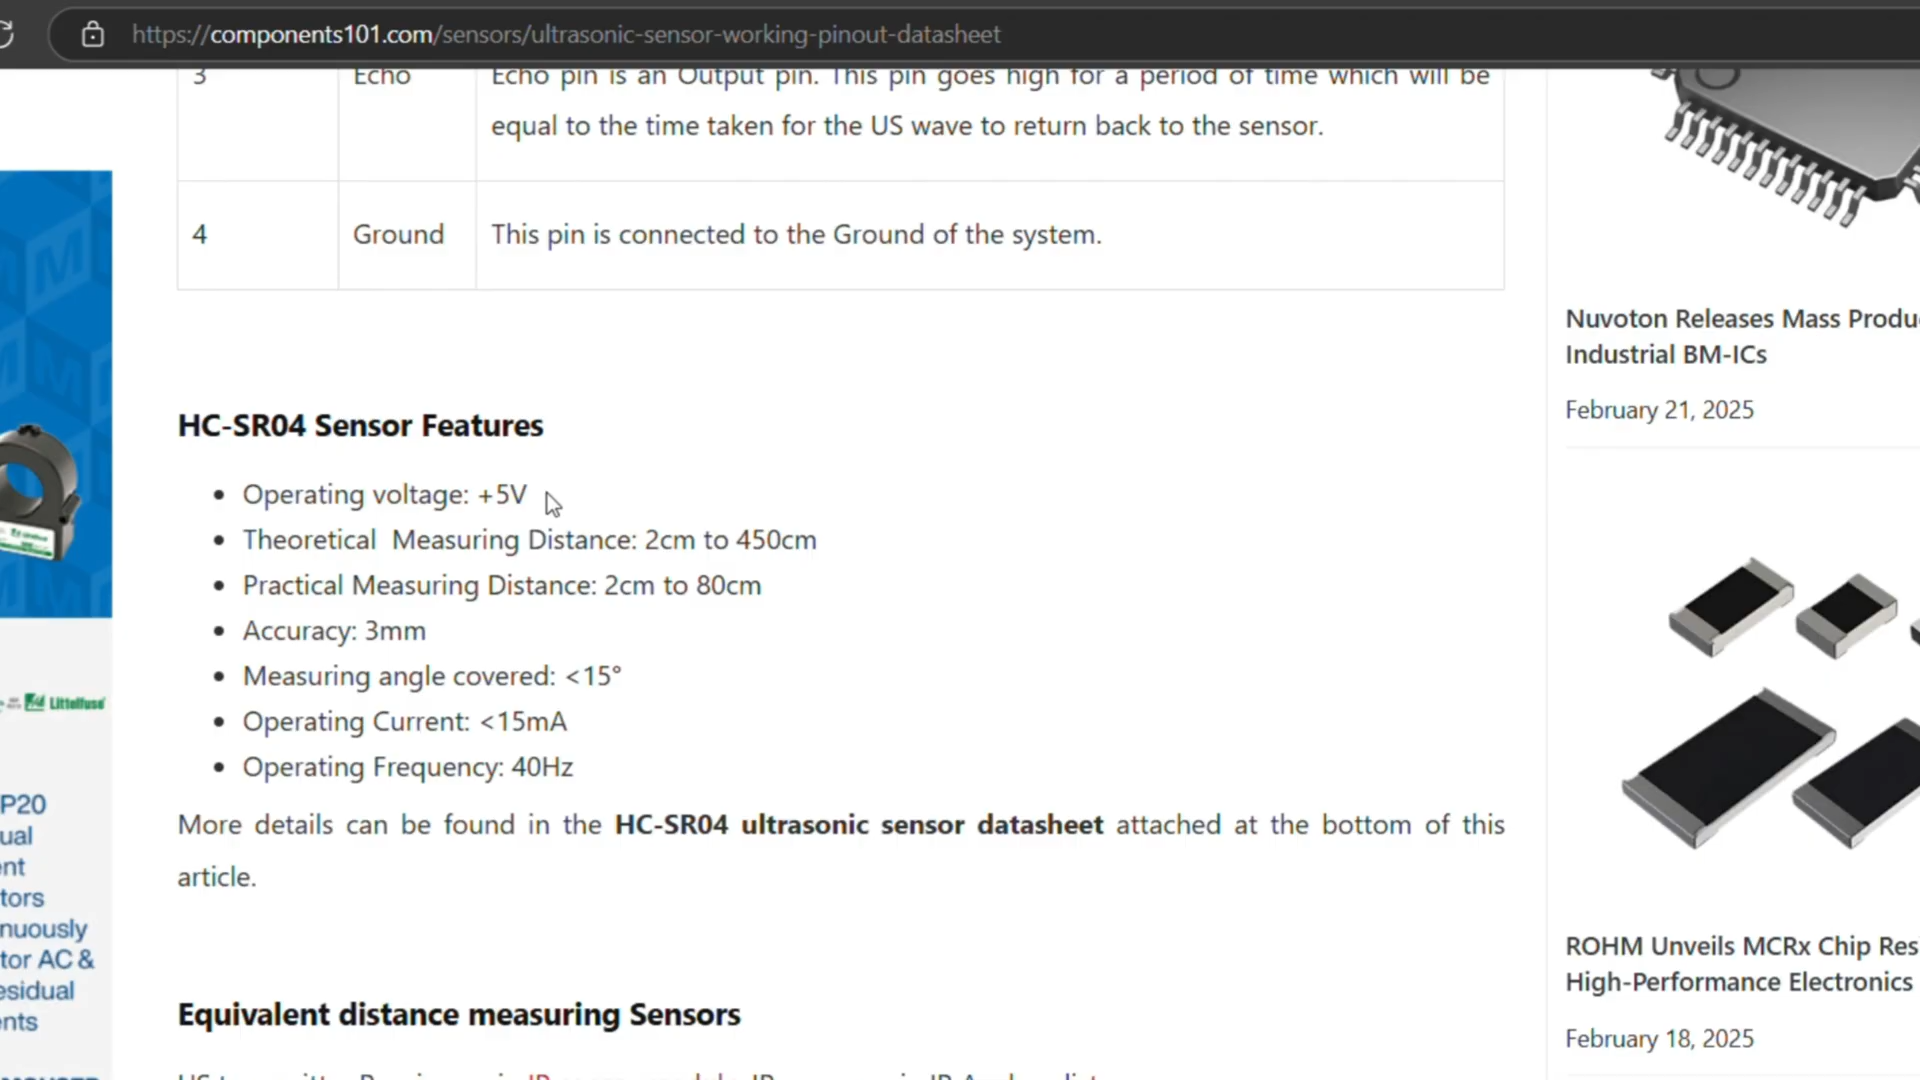 https://components101.com/sensors/ultrasonic-sensor-working-pinout-datasheet
3 Echo Echo pin is an Output pin. This pin goes high for a period of time which will be
equal to the time taken for the US wave to return back to the sensor.
4 Ground This pin is connected to the Ground of the system.
HC-SR04 Sensor Features
• Operating voltage: +5V
• Theoretical Measuring Distance: 2cm to 450cm
• Practical Measuring Distance: 2cm to 80cm
• Accuracy: 3mm
• Measuring angle covered: <15°
• Operating Current: <15mA
• Operating Frequency: 40Hz
More details can be found in the HC-SR04 ultrasonic sensor datasheet attached at the bottom of this
article.
Equivalent distance measuring Sensors
Littelfuse
P20
ual
ent
tors
nuously
tor AC &
esidual
nts
Nuvoton Releases Mass Produ
Industrial BM-ICs
February 21, 2025
ROHM Unveils MCRx Chip Res
High-Performance Electronics
February 18, 2025